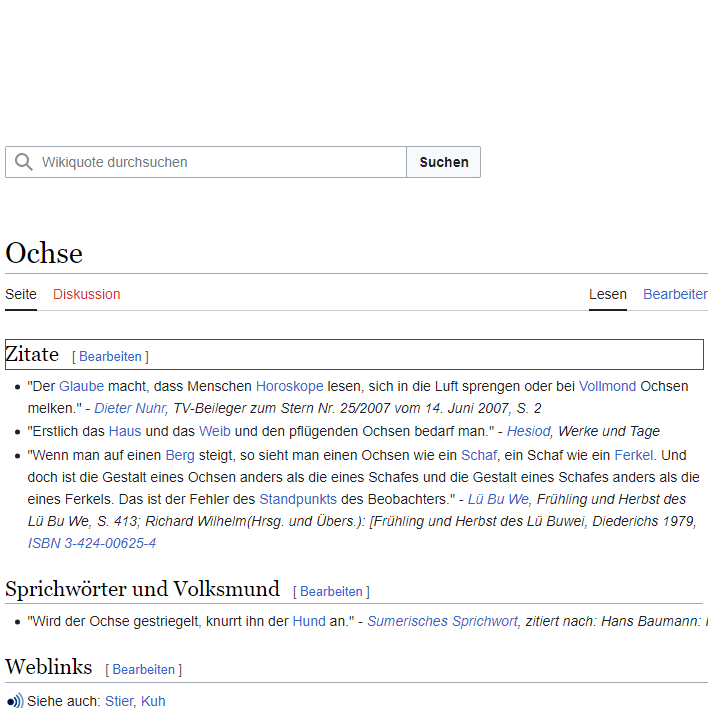 Wikiquote durchsuchen Suchen
Ochse
Seite Diskussion Lesen Bearbeiten
Zitate [ Bearbeiten ]
"Der Glaube macht, dass Menschen Horoskope lesen, sich in die Luft sprengen oder bei Vollmond Ochsen
melken." - Dieter Nuhr, TV-Beileger zum Stern Nr. 25/2007 vom 14. Juni 2007, S. 2
"Erstlich das Haus und das Weib und den pflügenden Ochsen bedarf man." - Hesiod, Werke und Tage
"Wenn man auf einen Berg steigt, so sieht man einen Ochsen wie ein Schaf, ein Schaf wie ein Ferkel. Und
doch ist die Gestalt eines Ochsen anders als die eines Schafes und die Gestalt eines Schafes anders als die
eines Ferkels. Das ist der Fehler des Standpunkts des Beobachters." - Lü Bu We, Frühling und Herbst des
Lü Bu We, S. 413; Richard Wilhelm(Hrsg. und Übers.): [Frühling und Herbst des Lü Buwei, Diederichs 1979,
ISBN 3-424-00625-4
Sprichwörter und Volksmund [ Bearbeiten ]
"Wird der Ochse gestriegelt, knurrt ihn der Hund an." - Sumerisches Sprichwort, zitiert nach: Hans Baumann:
Weblinks [ Bearbeiten ]
Siehe auch: Stier, Kuh